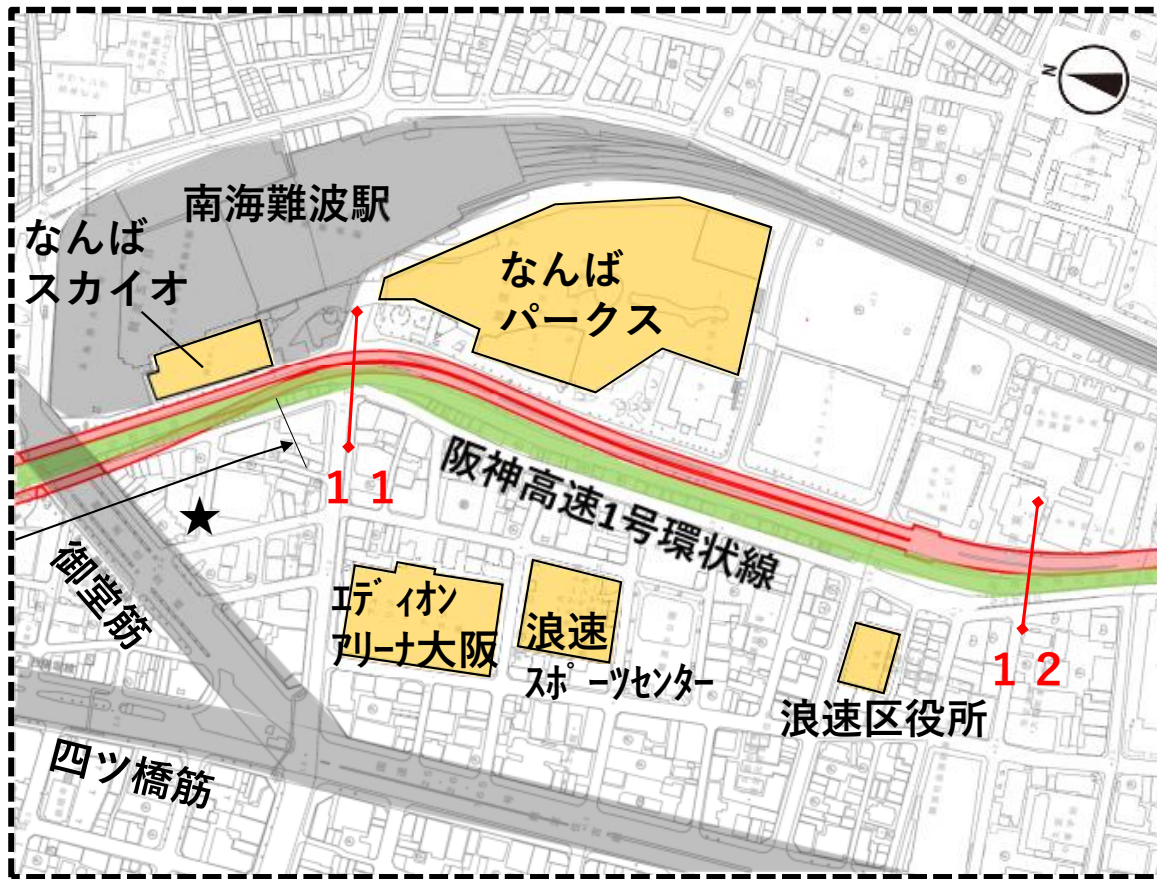 N
南海難波駅
なんば
スカイオ
なんば
パークス
阪神高速1号環状線
１１
★
御堂筋
エディオン
アリーナ大阪
浪速
スポーツセンター
１２
浪速区役所
四ツ橋筋